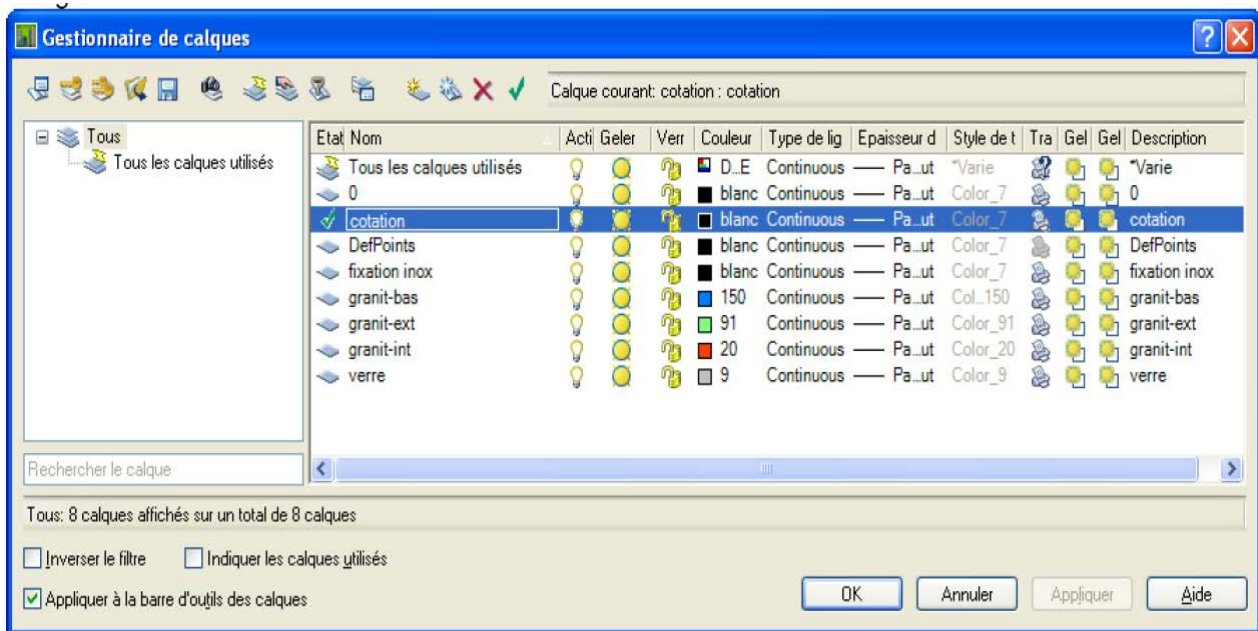 Gestionnaire de calques
Calque courant: cotation : cotation
Tous
Tous les calques utilisés
Etat Nom Acti Geler Verr Couleur Type de lig Epaisseur d Style de t Tra Gel Gel Description
Tous les calques utilisés D...E Continuous Pa...ut *Varie *Varie
0 blanc Continuous Pa...ut Color_7 0
cotation blanc Continuous Pa...ut Color_7 cotation
DefPoints blanc Continuous Pa...ut Color_7 DefPoints
fixation inox blanc Continuous Pa...ut Color_7 fixation inox
granit-bas 150 Continuous Pa...ut Col...150 granit-bas
granit-ext 91 Continuous Pa...ut Color_91 granit-ext
granit-int 20 Continuous Pa...ut Color_20 granit-int
verre 9 Continuous Pa...ut Color_9 verre
Rechercher le calque
Tous: 8 calques affichés sur un total de 8 calques
Inverser le filtre Indiquer les calques utilisés
Appliquer à la barre d'outils des calques
OK Annuler Appliquer Aide